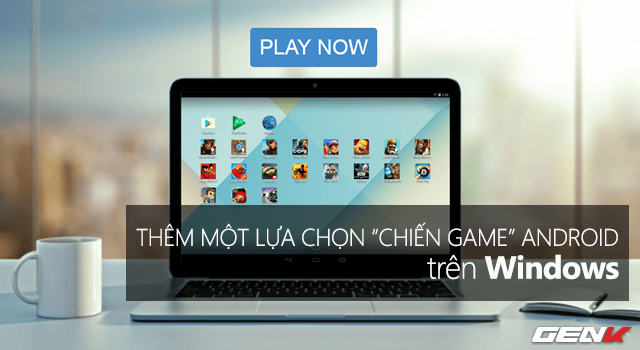 PLAY NOW
THÊM MỘT LỰA CHỌN “CHIẾN GAME” ANDROID
trên Windows
GENK